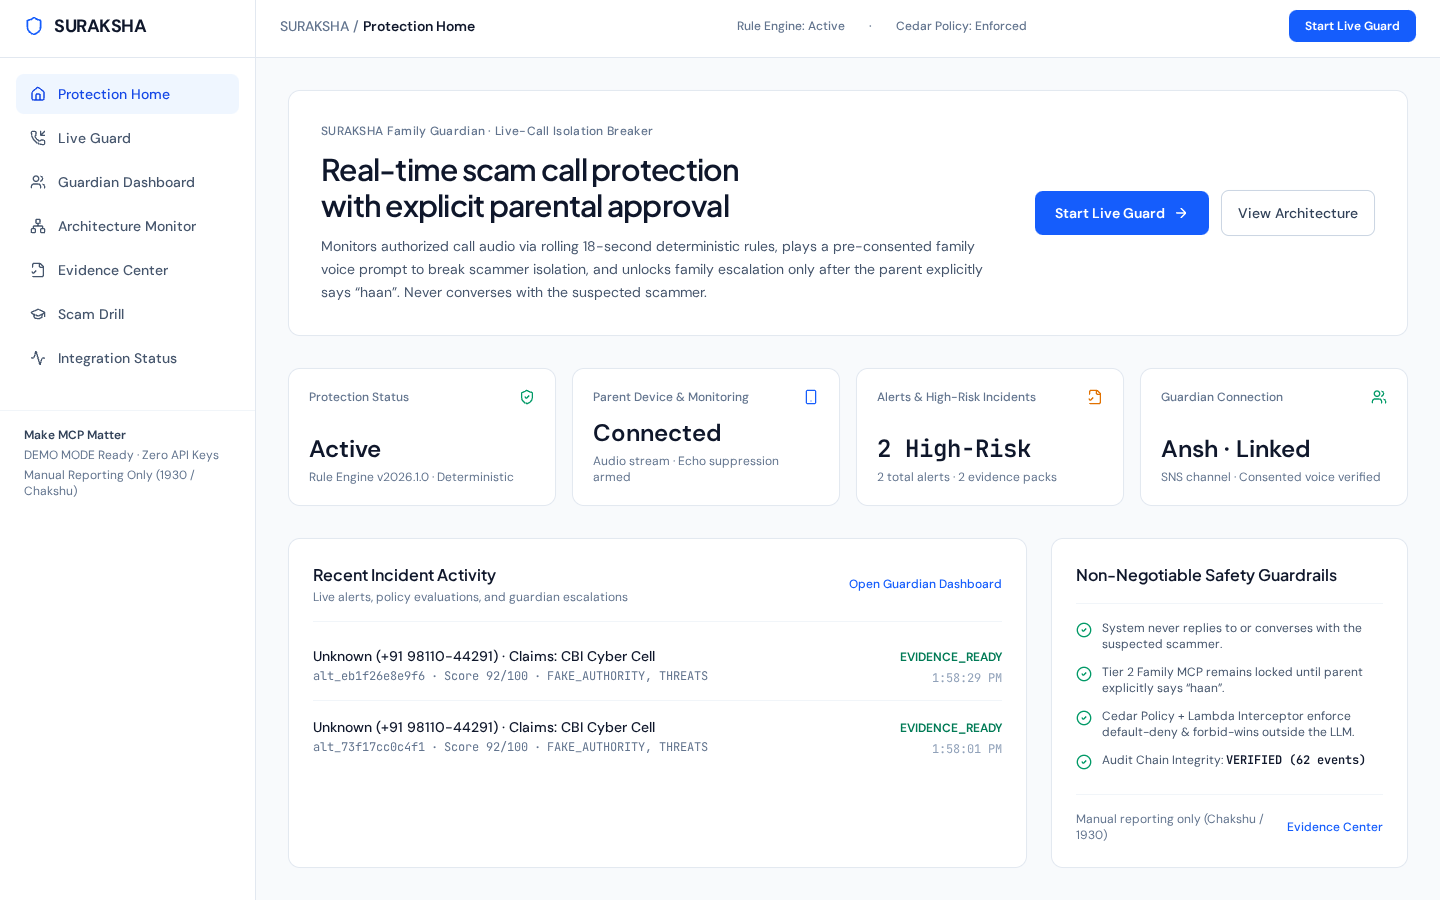 SURAKSHA
SURAKSHA / Protection Home
Rule Engine: Active · Cedar Policy: Enforced
Start Live Guard
Protection Home
Live Guard
Guardian Dashboard
Architecture Monitor
Evidence Center
Scam Drill
Integration Status
Make MCP Matter
DEMO MODE Ready · Zero API Keys
Manual Reporting Only (1930 /
Chakshu)
SURAKSHA Family Guardian · Live-Call Isolation Breaker
Real-time scam call protection
with explicit parental approval
Monitors authorized call audio via rolling 18-second deterministic rules, plays a pre-consented family
voice prompt to break scammer isolation, and unlocks family escalation only after the parent explicitly
says “haan”. Never converses with the suspected scammer.
Start Live Guard
View Architecture
Protection Status
Active
Rule Engine v2026.1.0 · Deterministic
Parent Device & Monitoring
Connected
Audio stream · Echo suppression
armed
Alerts & High-Risk Incidents
2 High-Risk
2 total alerts · 2 evidence packs
Guardian Connection
Ansh · Linked
SNS channel · Consented voice verified
Recent Incident Activity
Live alerts, policy evaluations, and guardian escalations
Open Guardian Dashboard
Unknown (+91 98110-44291) · Claims: CBI Cyber Cell
EVIDENCE_READY
alt_eb1f26e8e9f6 · Score 92/100 · FAKE_AUTHORITY, THREATS
1:58:29 PM
Unknown (+91 98110-44291) · Claims: CBI Cyber Cell
EVIDENCE_READY
alt_73f17cc0c4f1 · Score 92/100 · FAKE_AUTHORITY, THREATS
1:58:01 PM
Non-Negotiable Safety Guardrails
System never replies to or converses with the
suspected scammer.
Tier 2 Family MCP remains locked until parent
explicitly says “haan”.
Cedar Policy + Lambda Interceptor enforce
default-deny & forbid-wins outside the LLM.
Audit Chain Integrity: VERIFIED (62 events)
Manual reporting only (Chakshu /
1930)
Evidence Center